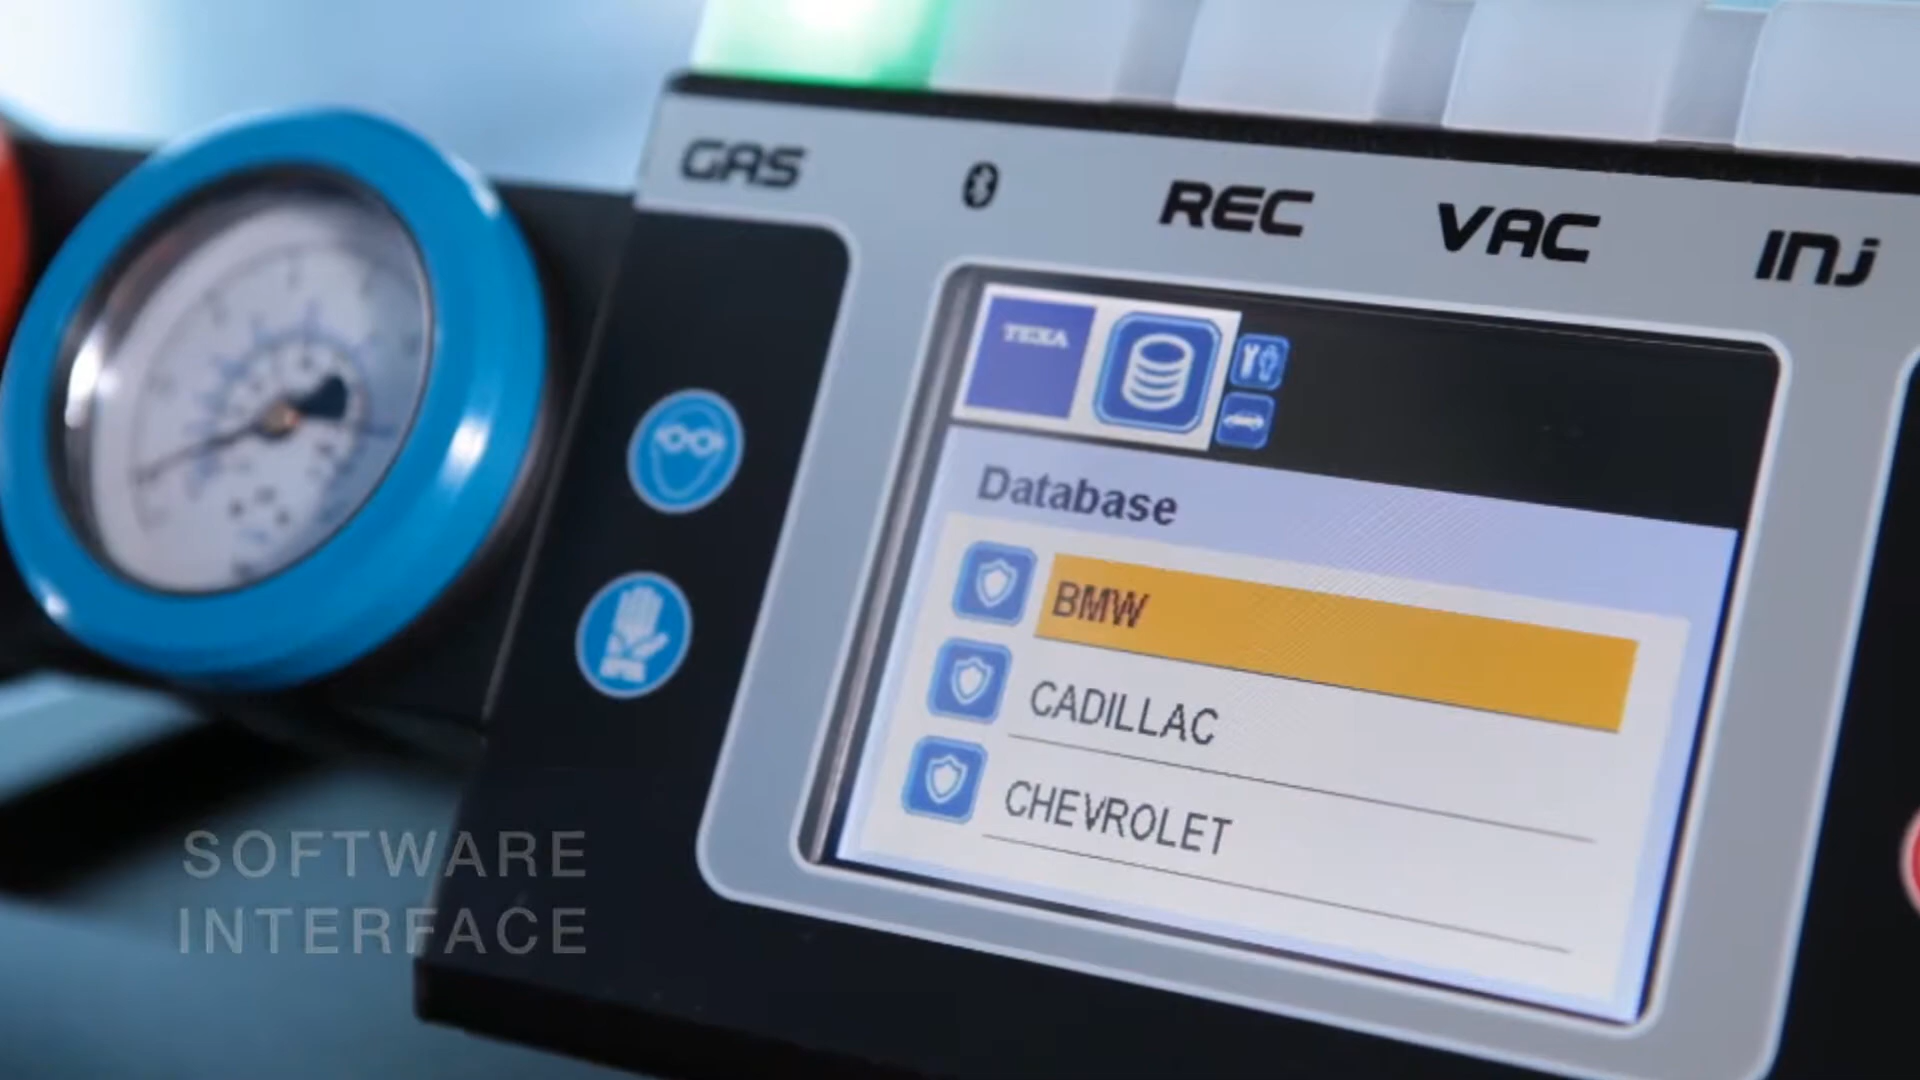 GAS
REC
VAC
INj
TEXA
Database
BMW
CADILLAC
CHEVROLET
SOFTWARE
INTERFACE